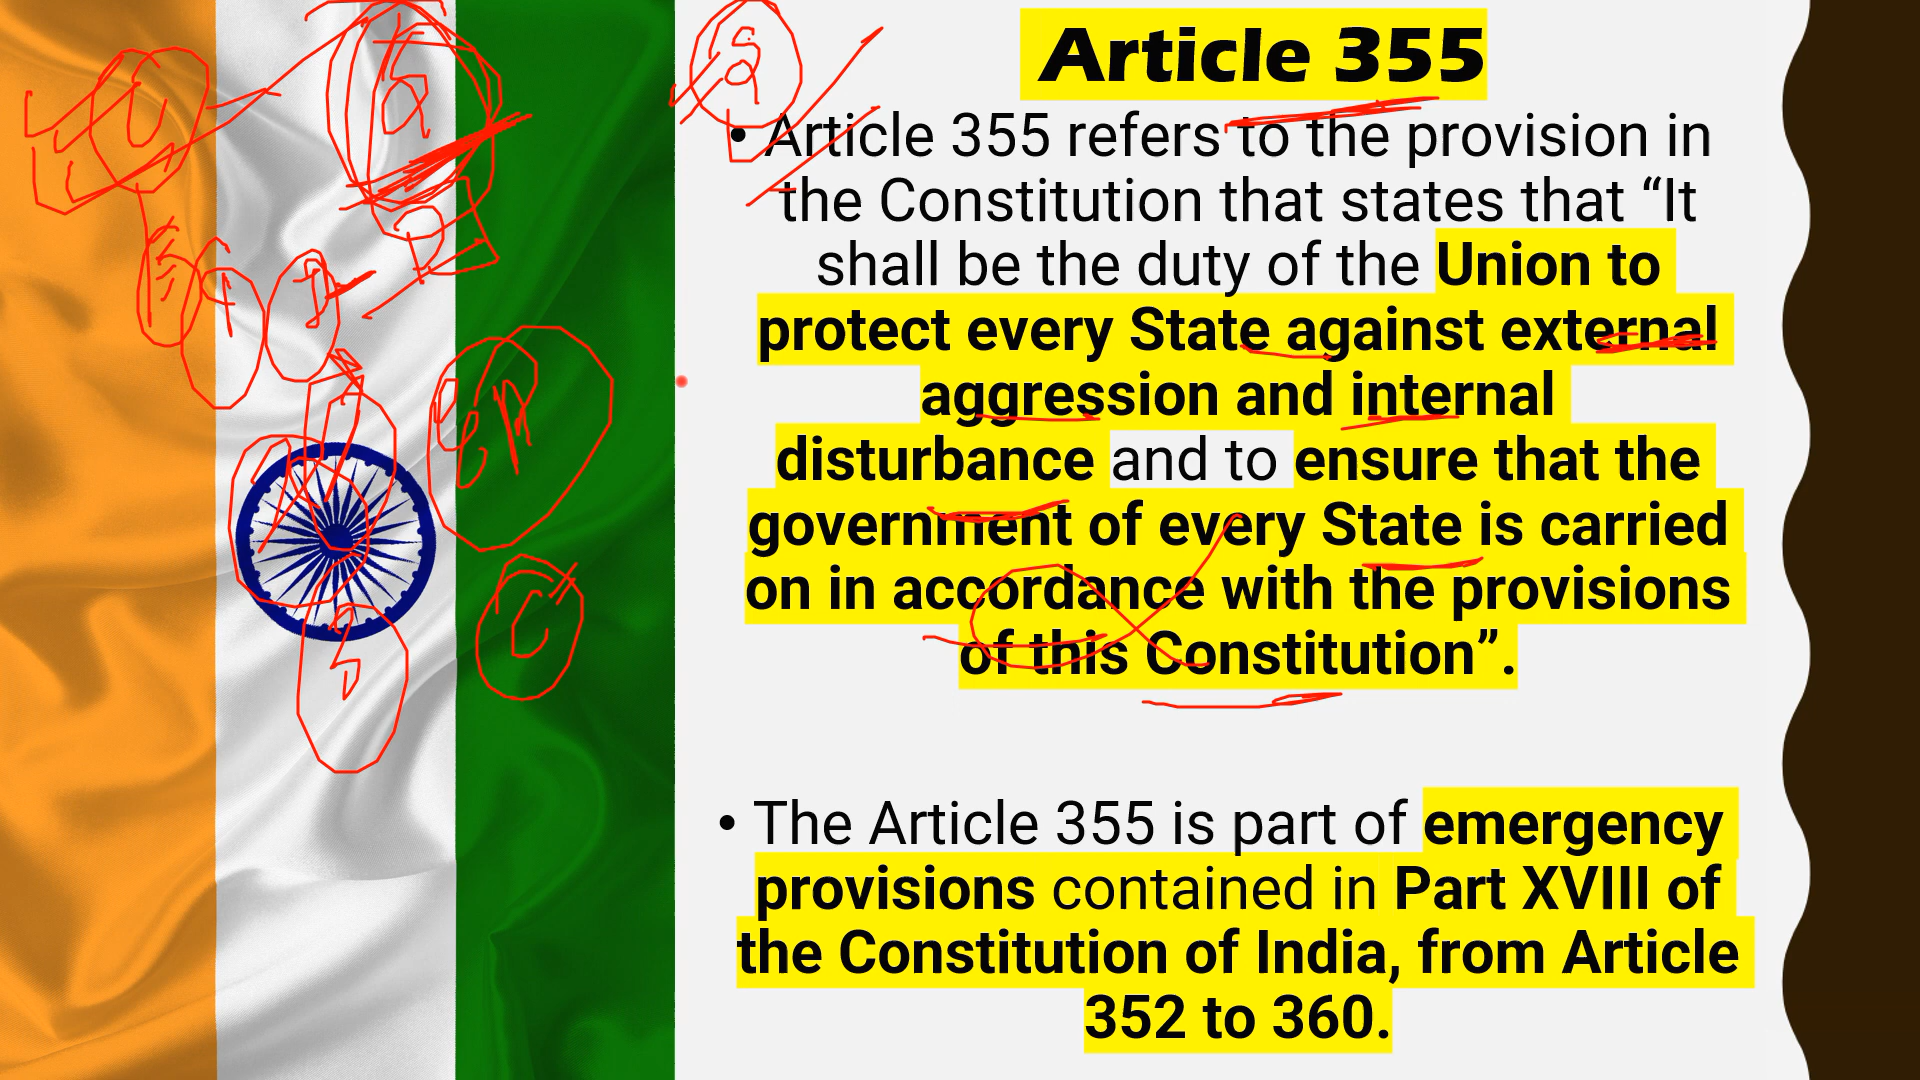 Article 355
• Article 355 refers to the provision in
the Constitution that states that “It
shall be the duty of the Union to
protect every State against external
aggression and internal
disturbance and to ensure that the
government of every State is carried
on in accordance with the provisions
of this Constitution”.
• The Article 355 is part of emergency
provisions contained in Part XVIII of
the Constitution of India, from Article
352 to 360.